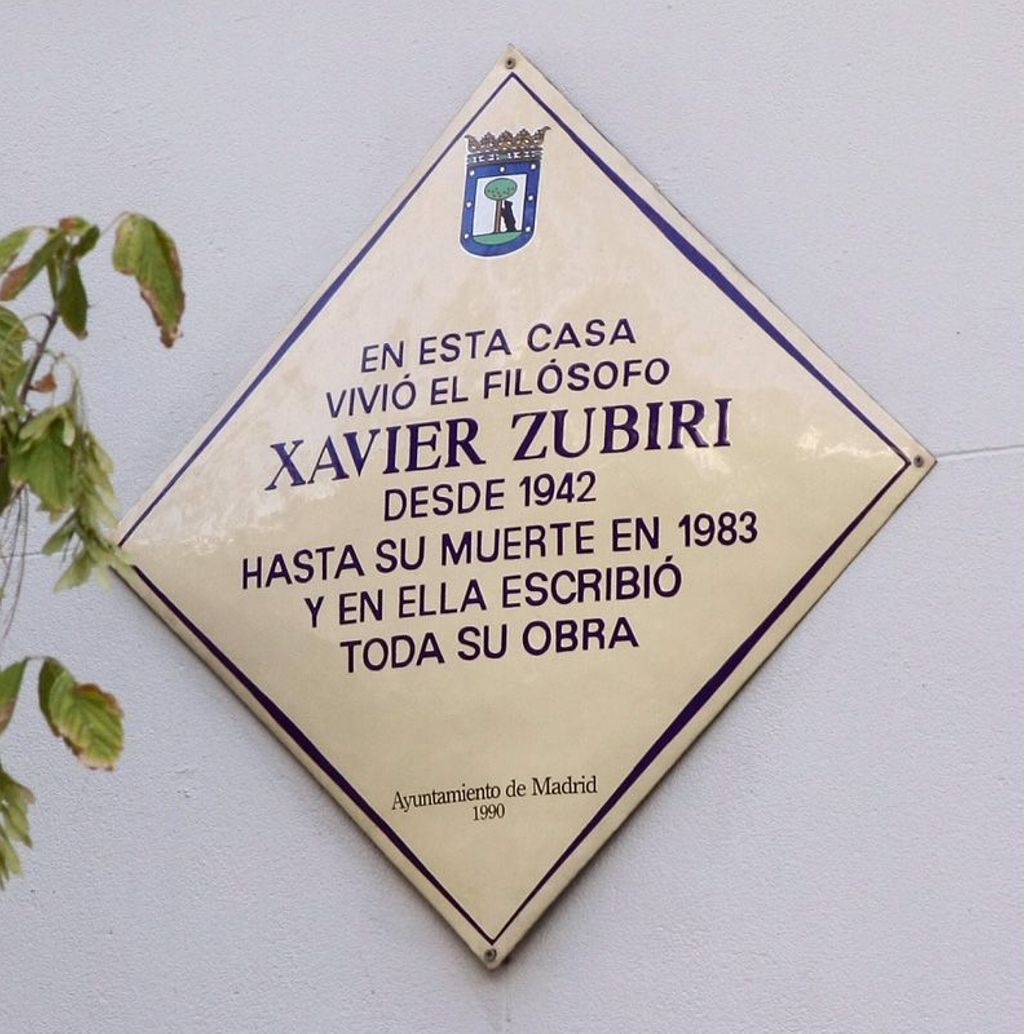 EN ESTA CASA
VIVIÓ EL FILÓSOFO
XAVIER ZUBIRI
DESDE 1942
HASTA SU MUERTE EN 1983
Y EN ELLA ESCRIBIÓ
TODA SU OBRA
Ayuntamiento de Madrid
1990